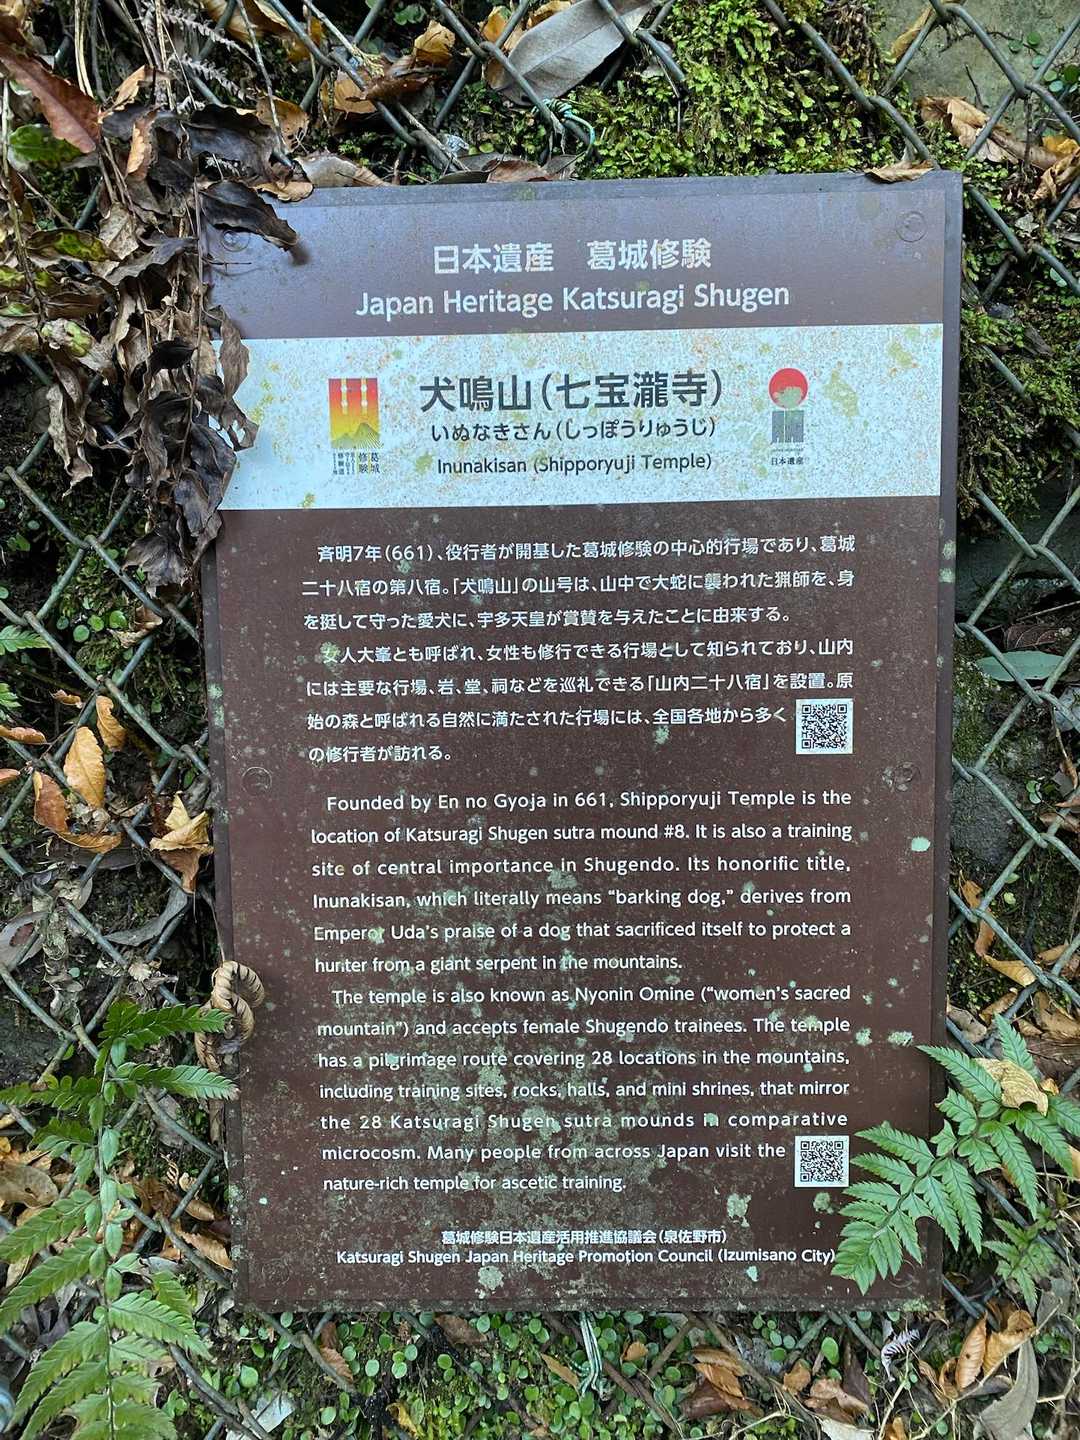 日本遺産　葛城修験
Japan Heritage Katsuragi Shugen
犬鳴山（七宝瀧寺）
いぬなきさん（しっぽうりゅうじ）
Inunakisan (Shipporyuji Temple)
葛城
修験
日本遺産
斉明7年（661）、役行者が開基した葛城修験の中心的行場であり、葛城
二十八宿の第八宿。「犬鳴山」の山号は、山中で大蛇に襲われた猟師を、身
を挺して守った愛犬に、宇多天皇が賞賛を与えたことに由来する。
女人大峯とも呼ばれ、女性も修行できる行場として知られており、山内
には主要な行場、岩、堂、祠などを巡礼できる「山内二十八宿」を設置。原
始の森と呼ばれる自然に満たされた行場には、全国各地から多く
の修行者が訪れる。
Founded by En no Gyoja in 661, Shipporyuji Temple is the
location of Katsuragi Shugen sutra mound #8. It is also a training
site of central importance in Shugendo. Its honorific title,
Inunakisan, which literally means “barking dog,” derives from
Emperor Uda’s praise of a dog that sacrificed itself to protect a
hunter from a giant serpent in the mountains.
The temple is also known as Nyonin Omine (“women’s sacred
mountain”) and accepts female Shugendo trainees. The temple
has a pilgrimage route covering 28 locations in the mountains,
including training sites, rocks, halls, and mini shrines, that mirror
the 28 Katsuragi Shugen sutra mounds in comparative
microcosm. Many people from across Japan visit the
nature-rich temple for ascetic training.
葛城修験日本遺産活用推進協議会（泉佐野市）
Katsuragi Shugen Japan Heritage Promotion Council (Izumisano City)